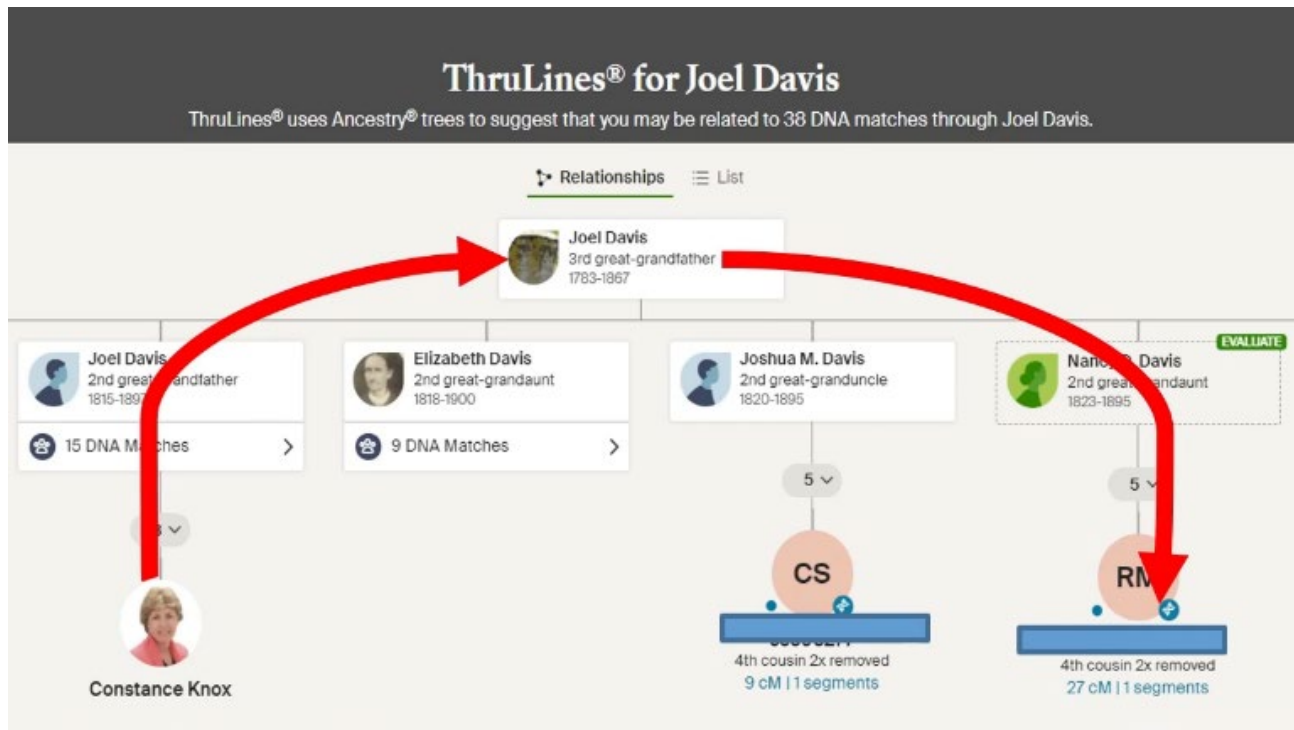 ThruLines® for Joel Davis
ThruLines® uses Ancestry® trees to suggest that you may be related to 38 DNA matches through Joel Davis.
Relationships List
Joel Davis
3rd great-grandfather
1783-1867
Joel Davis
2nd great-grandfather
1815-1897
15 DNA Matches
Elizabeth Davis
2nd great-grandaunt
1818-1900
9 DNA Matches
Joshua M. Davis
2nd great-granduncle
1820-1895
5
CS
4th cousin 2x removed
9 cM | 1 segments
EVALUATE
Davis
2nd great-grandaunt
1823-1895
5
RM
4th cousin 2x removed
27 cM | 1 segments
Constance Knox